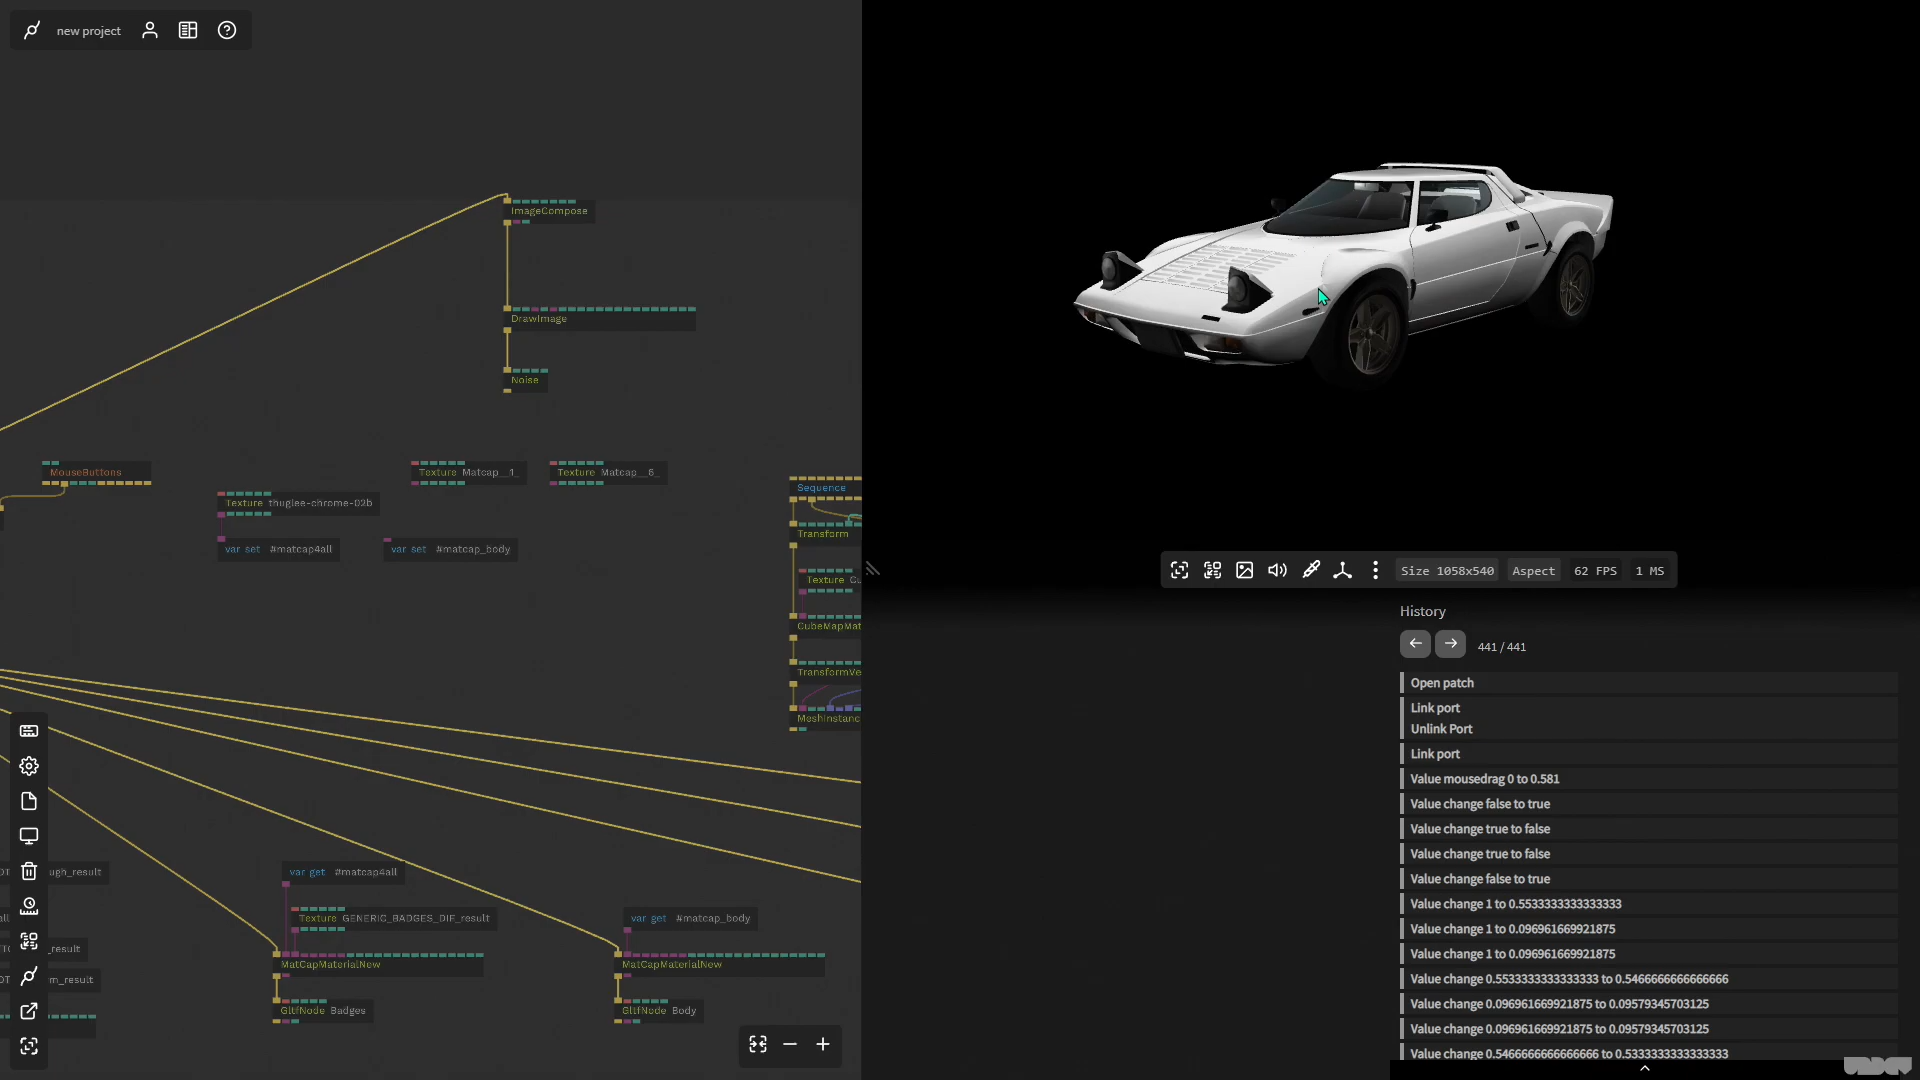 new project
ImageCompose
DrawImage
Noise
MouseButtons
Texture Matcap__1_
Texture Matcap__6_
Sequence
Texture thuglee-chrome-02b
Transform
var set #matcap4all
var set #matcap_body
Texture Cu
CubeMapMat
TransformVe
MeshInstanc
Size 1058x540
Aspect
62 FPS
1 MS
History
441 / 441
Open patch
Link port
Unlink Port
Link port
Value mousedrag 0 to 0.581
Value change false to true
Value change true to false
Value change true to false
Value change false to true
Value change 1 to 0.5533333333333333
Value change 1 to 0.096961669921875
Value change 1 to 0.096961669921875
Value change 0.5533333333333333 to 0.5466666666666666
Value change 0.096961669921875 to 0.09579345703125
Value change 0.096961669921875 to 0.09579345703125
Value change 0.5466666666666666 to 0.5333333333333333
ugh_result
var get #matcap4all
Texture GENERIC_BADGES_DIF_result
var get #matcap_body
_result
MatCapMaterialNew
MatCapMaterialNew
m_result
GltfNode Badges
GltfNode Body